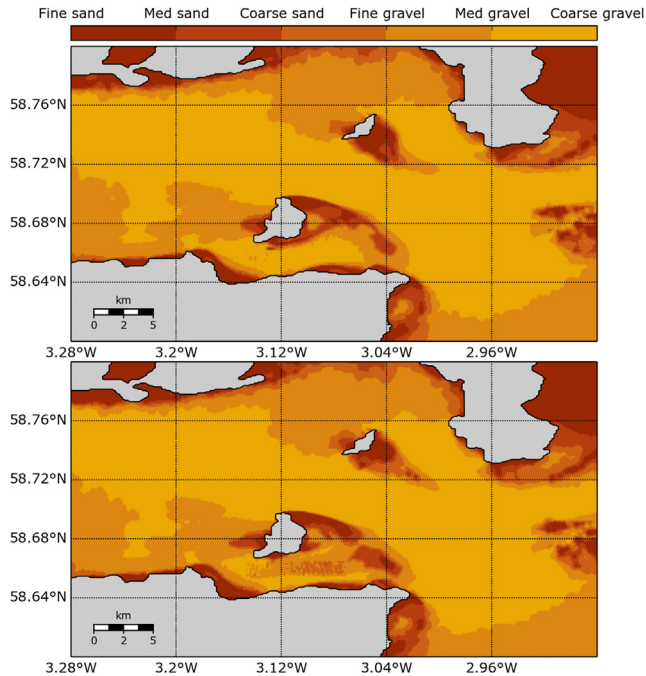 Fine sand Med sand Coarse sand Fine gravel Med gravel Coarse gravel
58.76°N
58.72°N
58.68°N
58.64°N
km
0 2 5
3.28°W 3.2°W 3.12°W 3.04°W 2.96°W
58.76°N
58.72°N
58.68°N
58.64°N
km
0 2 5
3.28°W 3.2°W 3.12°W 3.04°W 2.96°W